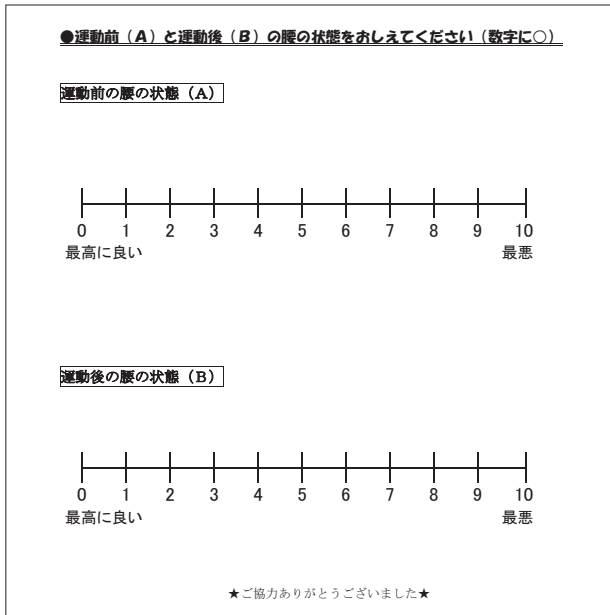 ●運動前（A）と運動後（B）の腰の状態をおしえてください（数字に○）
運動前の腰の状態（A）
0 1 2 3 4 5 6 7 8 9 10
最高に良い 最悪
運動後の腰の状態（B）
0 1 2 3 4 5 6 7 8 9 10
最高に良い 最悪
★ご協力ありがとうございました★